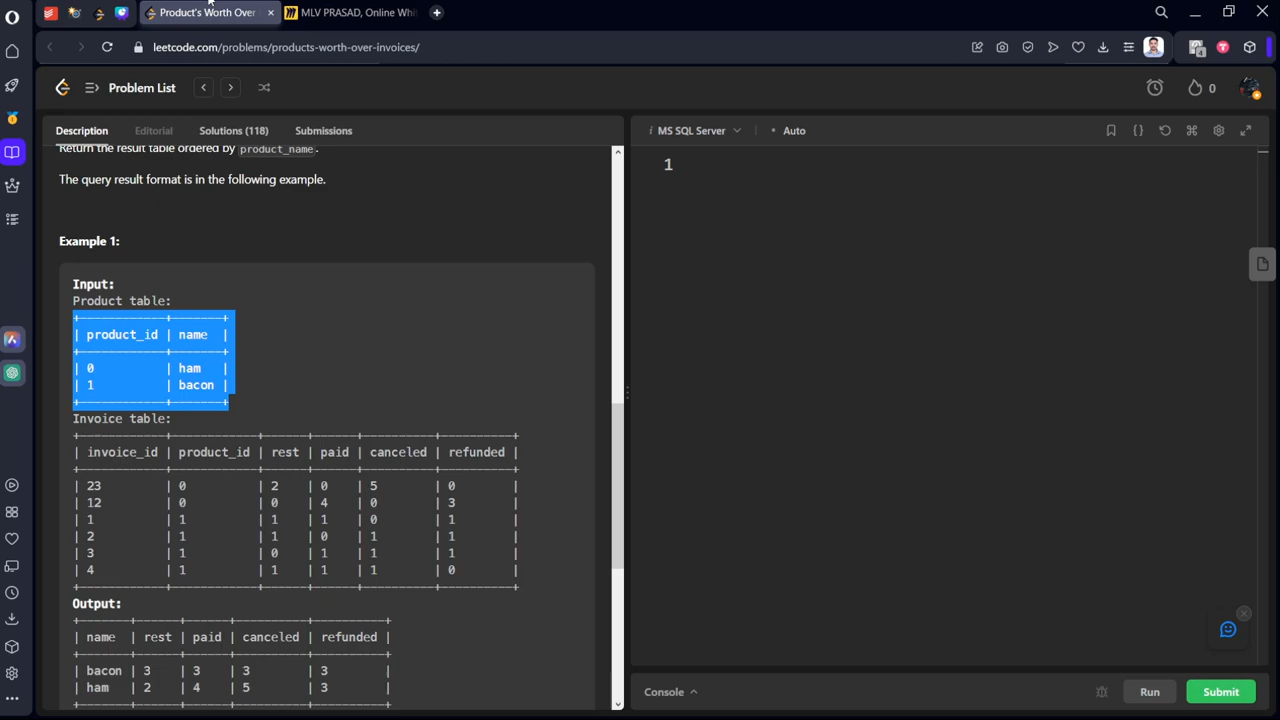 Product's Worth Over
MLV PRASAD, Online Whit
leetcode.com/problems/products-worth-over-invoices/
4
Problem List
0
Description
Editorial
Solutions (118)
Submissions
MS SQL Server
Auto
Return the result table ordered by product_name.
1
The query result format is in the following example.
Example 1:
Input:
Product table:
+------------+-------+
| product_id | name  |
+------------+-------+
| 0          | ham   |
| 1          | bacon |
+------------+-------+
Invoice table:
+------------+------------+------+------+----------+----------+
| invoice_id | product_id | rest | paid | canceled | refunded |
+------------+------------+------+------+----------+----------+
| 23         | 0          | 2    | 0    | 5        | 0        |
| 12         | 0          | 0    | 4    | 0        | 3        |
| 1          | 1          | 1    | 1    | 0        | 1        |
| 2          | 1          | 1    | 0    | 1        | 1        |
| 3          | 1          | 0    | 1    | 1        | 1        |
| 4          | 1          | 1    | 1    | 1        | 0        |
+------------+------------+------+------+----------+----------+
Output:
+-------+------+------+----------+----------+
| name  | rest | paid | canceled | refunded |
+-------+------+------+----------+----------+
| bacon | 3    | 3    | 3        | 3        |
| ham   | 2    | 4    | 5        | 3        |
Console
Run
Submit